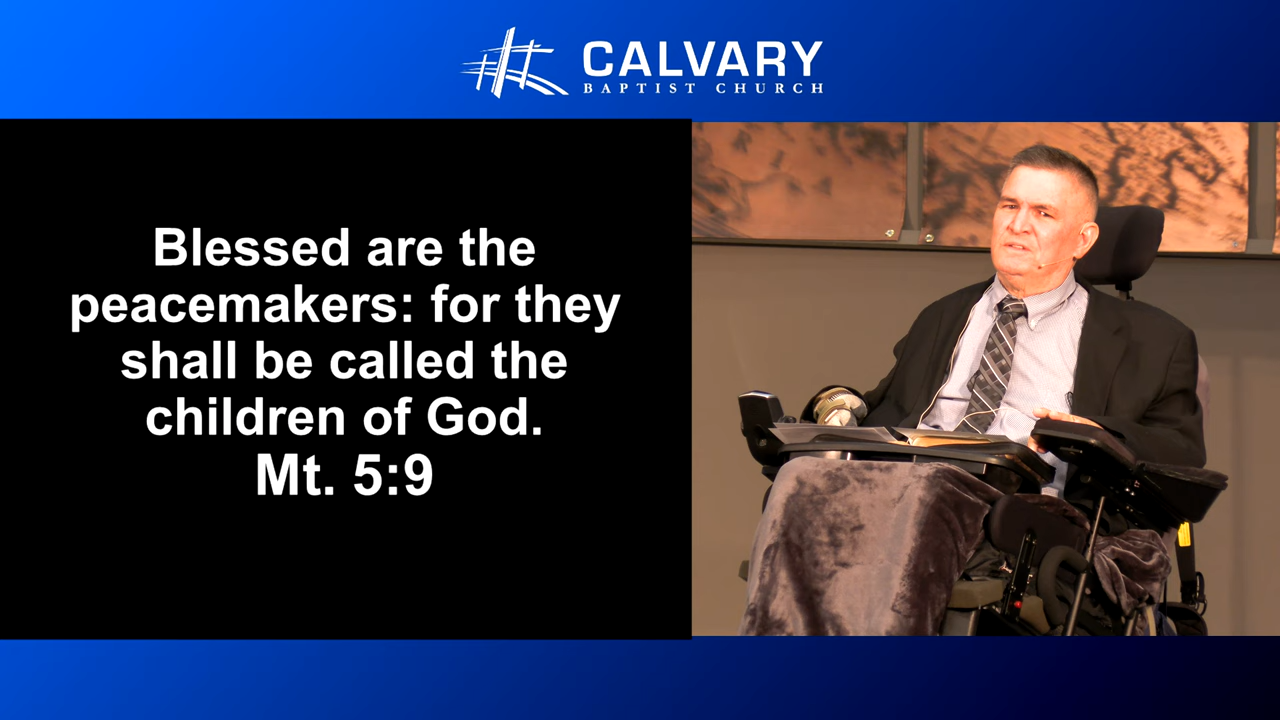 CALVARY
BAPTIST CHURCH
Blessed are the
peacemakers: for they
shall be called the
children of God.
Mt. 5:9